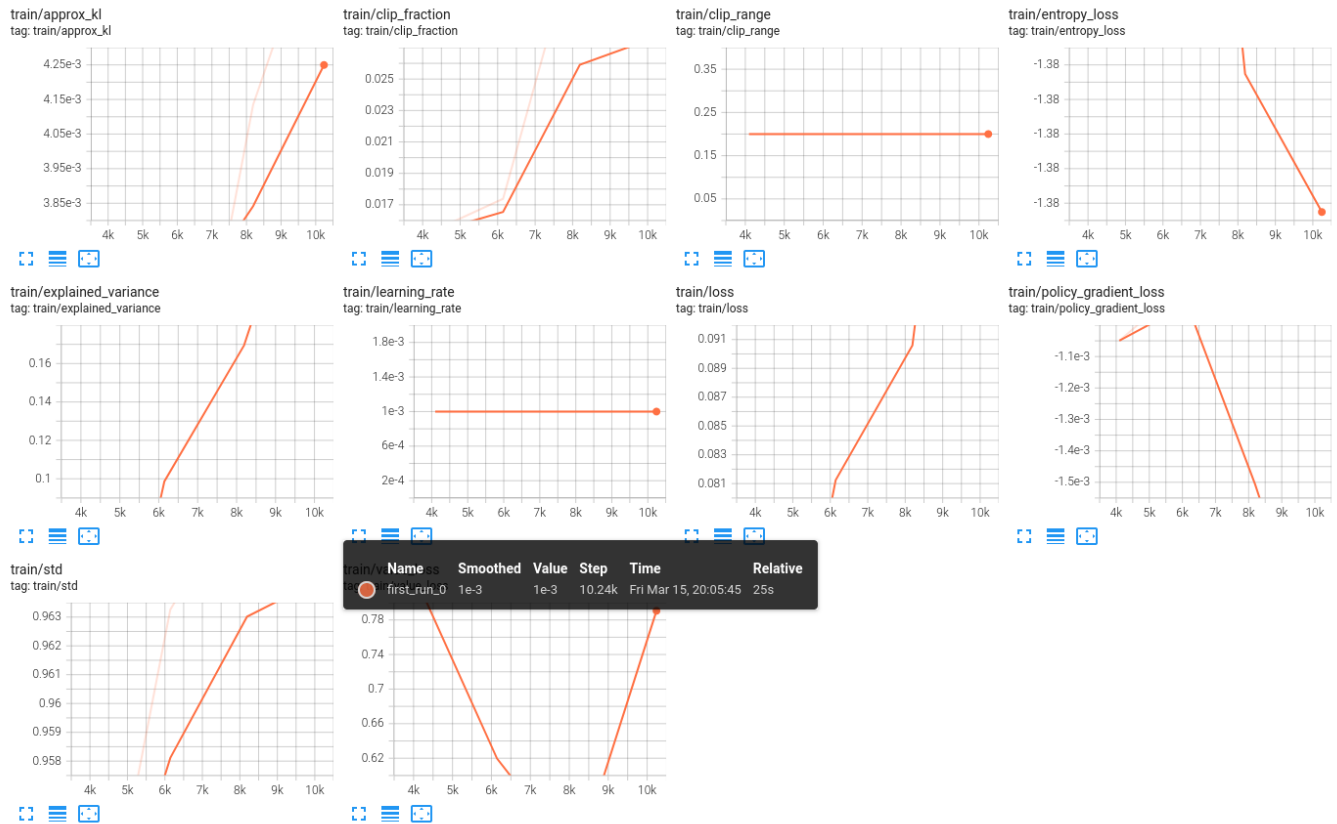 train/approx_kl
tag: train/approx_kl
4.25e-3
4.15e-3
4.05e-3
3.95e-3
3.85e-3
4k 5k 6k 7k 8k 9k 10k
train/clip_fraction
tag: train/clip_fraction
0.025
0.023
0.021
0.019
0.017
4k 5k 6k 7k 8k 9k 10k
train/clip_range
tag: train/clip_range
0.35
0.25
0.15
0.05
4k 5k 6k 7k 8k 9k 10k
train/entropy_loss
tag: train/entropy_loss
-1.38
-1.38
-1.38
-1.38
-1.38
4k 5k 6k 7k 8k 9k 10k
train/explained_variance
tag: train/explained_variance
0.16
0.14
0.12
0.1
4k 5k 6k 7k 8k 9k 10k
train/learning_rate
tag: train/learning_rate
1.8e-3
1.4e-3
1e-3
6e-4
2e-4
4k 5k 6k 7k 8k 9k 10k
train/loss
tag: train/loss
0.091
0.089
0.087
0.085
0.083
0.081
4k 5k 6k 7k 8k 9k 10k
train/policy_gradient_loss
tag: train/policy_gradient_loss
-1.1e-3
-1.2e-3
-1.3e-3
-1.4e-3
-1.5e-3
4k 5k 6k 7k 8k 9k 10k
train/std
tag: train/std
0.963
0.962
0.961
0.96
0.959
0.958
4k 5k 6k 7k 8k 9k 10k
Name Smoothed Value Step Time Relative
first_run_0 1e-3 1e-3 10.24k Fri Mar 15, 20:05:45 25s
0.78
0.74
0.7
0.66
0.62
4k 5k 6k 7k 8k 9k 10k